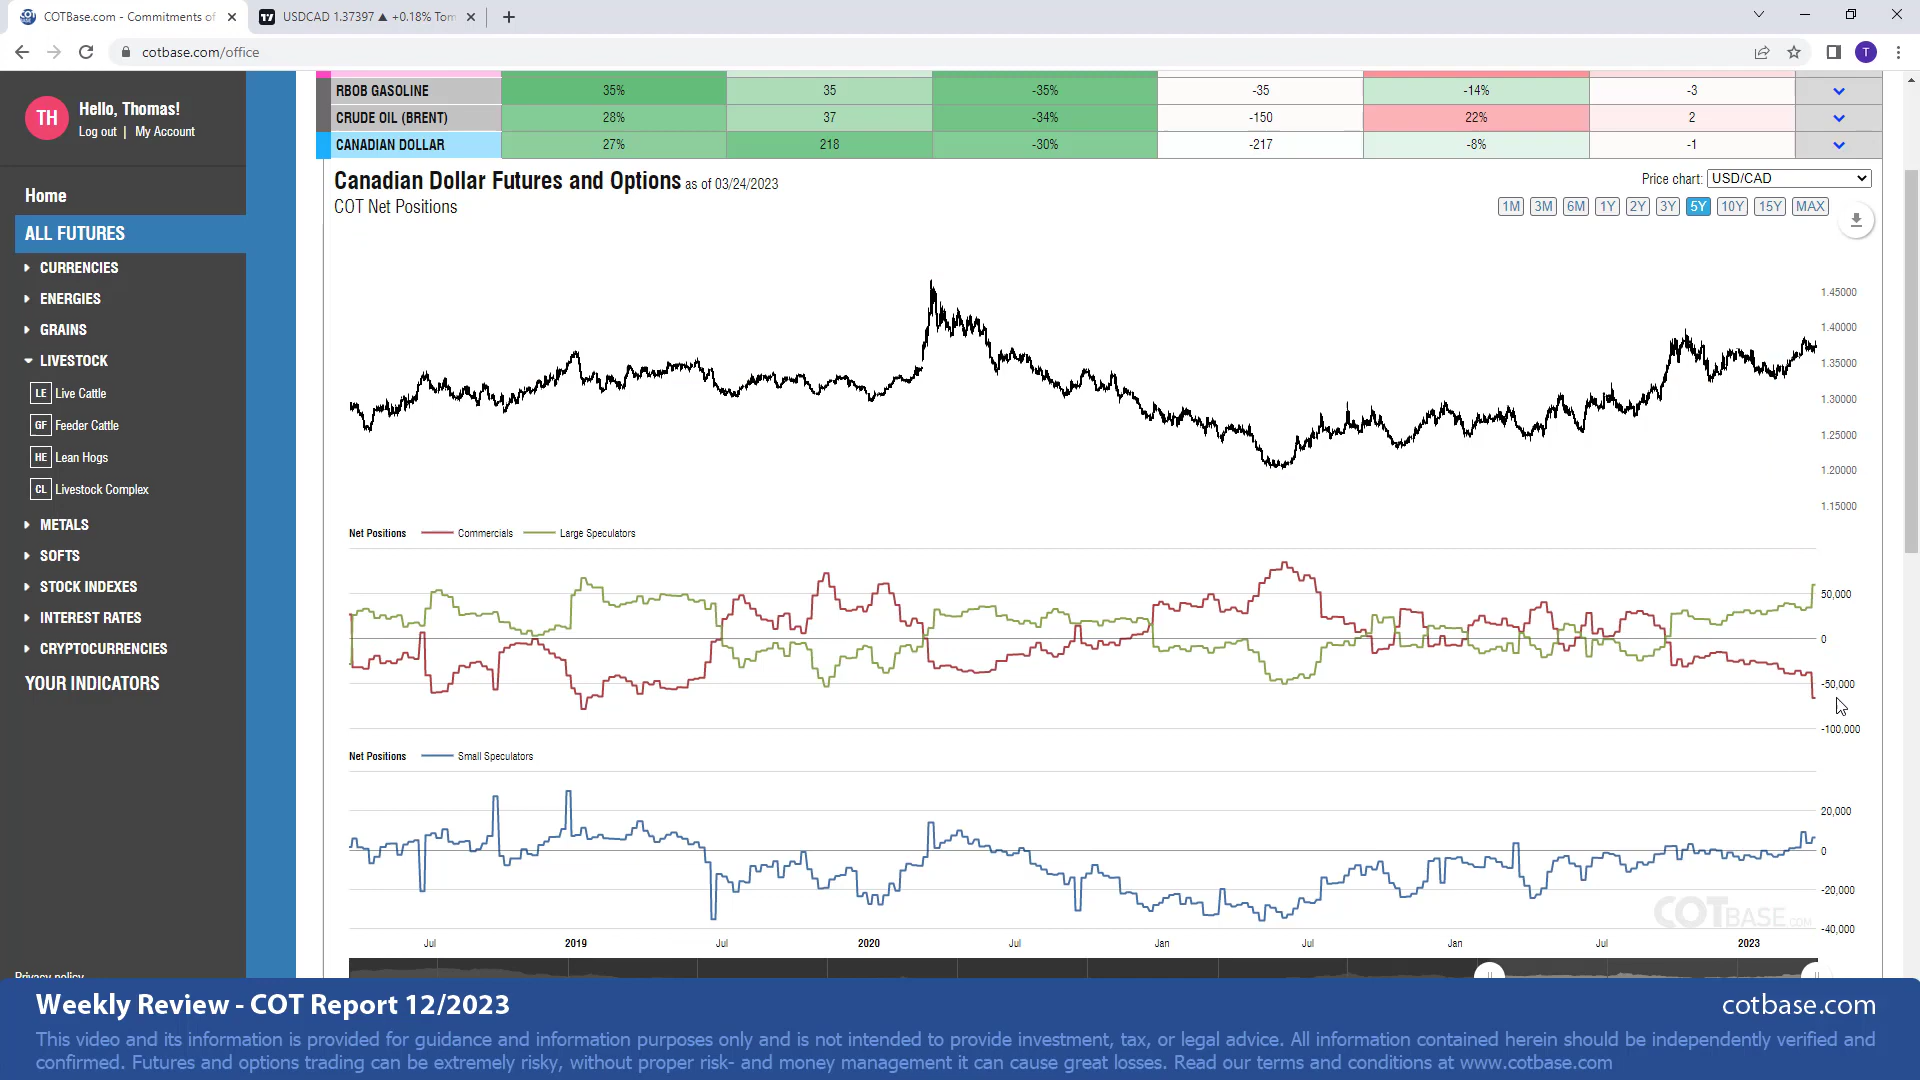 COTBase.com - Commitments of
USDCAD 1.37397 ▲ +0.18% Tom
cotbase.com/office
T
TH
Hello, Thomas!
Log out | My Account
Home
ALL FUTURES
CURRENCIES
ENERGIES
GRAINS
LIVESTOCK
LE Live Cattle
GF Feeder Cattle
HE Lean Hogs
CL Livestock Complex
METALS
SOFTS
STOCK INDEXES
INTEREST RATES
CRYPTOCURRENCIES
YOUR INDICATORS
Privacy policy
RBOB GASOLINE 35% 35 -35% -35 -14% -3
CRUDE OIL (BRENT) 28% 37 -34% -150 22% 2
CANADIAN DOLLAR 27% 218 -30% -217 -8% -1
Canadian Dollar Futures and Options as of 03/24/2023
Price chart: USD/CAD
COT Net Positions
1M 3M 6M 1Y 2Y 3Y 5Y 10Y 15Y MAX
1.45000
1.40000
1.35000
1.30000
1.25000
1.20000
1.15000
Net Positions Commercials Large Speculators
50,000
0
-50,000
-100,000
Net Positions Small Speculators
20,000
0
-20,000
-40,000
COTBASE.COM
Jul 2019 Jul 2020 Jul Jan Jul Jan Jul 2023
Weekly Review - COT Report 12/2023
cotbase.com
This video and its information is provided for guidance and information purposes only and is not intended to provide investment, tax, or legal advice. All information contained herein should be independently verified and
confirmed. Futures and options trading can be extremely risky, without proper risk- and money management it can cause great losses. Read our terms and conditions at www.cotbase.com